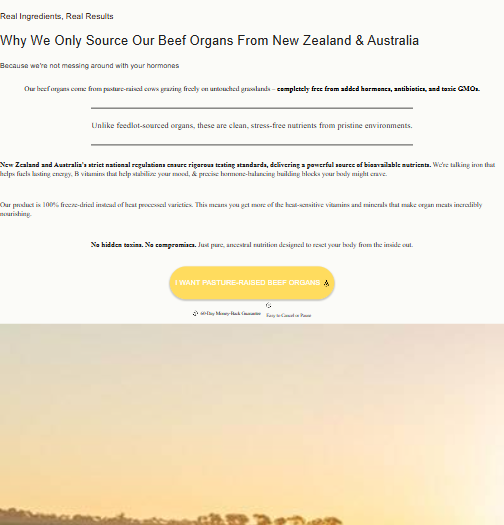 Real Ingredients, Real Results
Why We Only Source Our Beef Organs From New Zealand & Australia
Because we're not messing around with your hormones
Our beef organs come from pasture-raised cows grazing freely on untouched grasslands – completely free from added hormones, antibiotics, and toxic GMOs.
Unlike feedlot-sourced organs, these are clean, stress-free nutrients from pristine environments.
New Zealand and Australia's strict national regulations ensure rigorous testing standards, delivering a powerful source of bioavailable nutrients. We're talking iron that
helps fuels lasting energy, B vitamins that help stabilize your mood, & precise hormone-balancing building blocks your body might crave.
Our product is 100% freeze-dried instead of heat processed varieties. This means you get more of the heat-sensitive vitamins and minerals that make organ meats incredibly
nourishing.
No hidden toxins. No compromises. Just pure, ancestral nutrition designed to reset your body from the inside out.
I WANT PASTURE-RAISED BEEF ORGANS
60-Day Money-Back Guarantee
Easy to Cancel or Pause